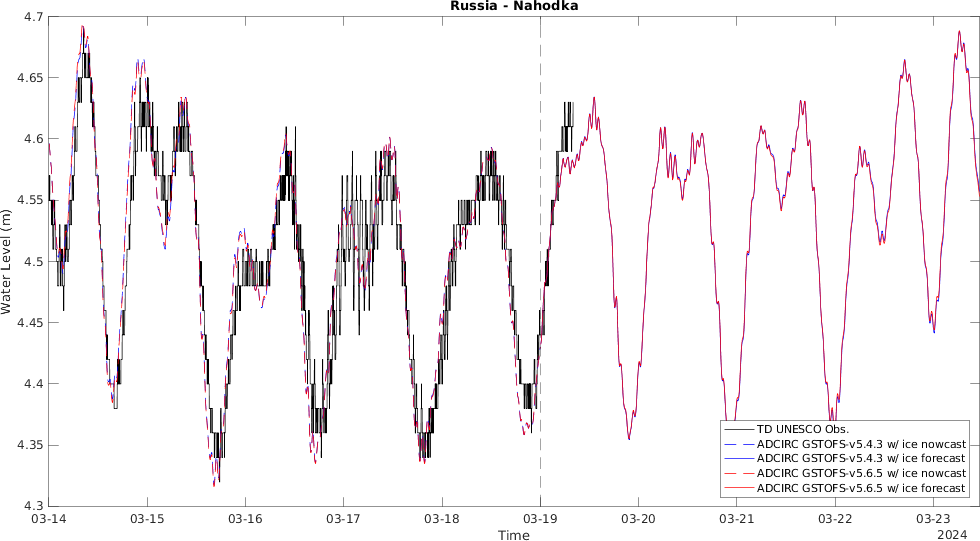 Russia - Nahodka
4.7
4.65
4.6
4.55
4.5
4.45
4.4
4.35
4.3
Water Level (m)
TD UNESCO Obs.
ADCIRC GSTOFS-v5.4.3 w/ ice nowcast
ADCIRC GSTOFS-v5.4.3 w/ ice forecast
ADCIRC GSTOFS-v5.6.5 w/ ice nowcast
ADCIRC GSTOFS-v5.6.5 w/ ice forecast
03-14 03-15 03-16 03-17 03-18 03-19 03-20 03-21 03-22 03-23
Time
2024